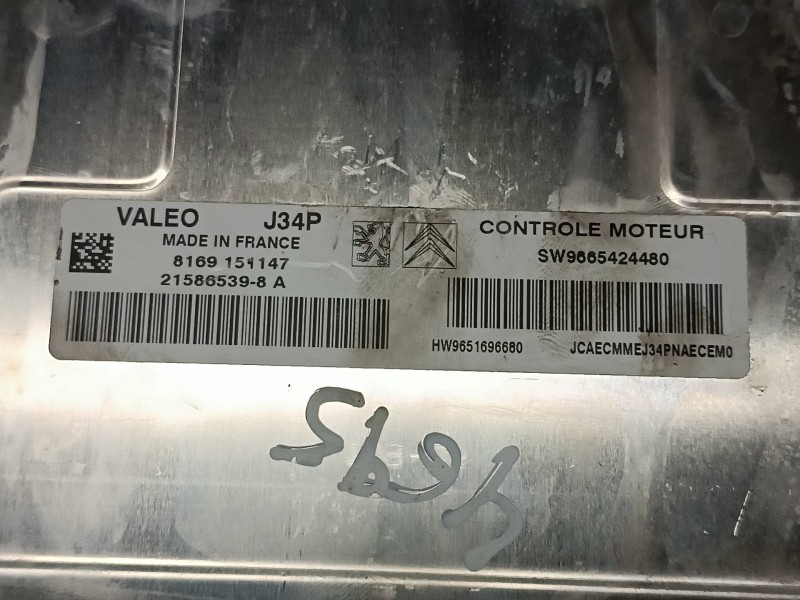 VALEO J34P
MADE IN FRANCE
8169 151147
21586539-8 A
CONTROLE MOTEUR
SW9665424480
HW9651696680 JCAECMMEJ34PNAECEM0